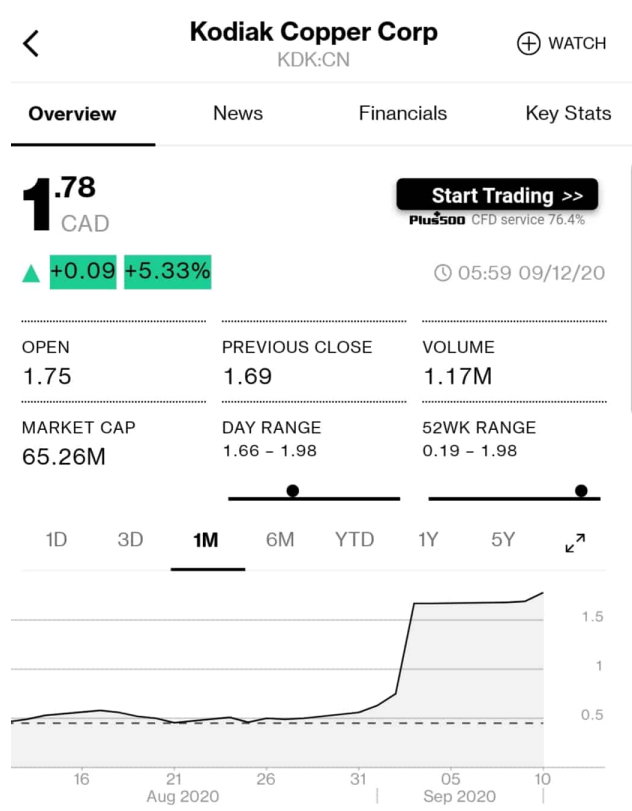 Kodiak Copper Corp
KDK:CN
WATCH
Overview News Financials Key Stats
1.78
CAD
Start Trading >>
Plus500 CFD service 76.4%
+0.09 +5.33%
05:59 09/12/20
OPEN PREVIOUS CLOSE VOLUME
1.75 1.69 1.17M
MARKET CAP DAY RANGE 52WK RANGE
65.26M 1.66 – 1.98 0.19 – 1.98
1D 3D 1M 6M YTD 1Y 5Y
1.5
1
0.5
16 21 26 31 05 10
Aug 2020 Sep 2020